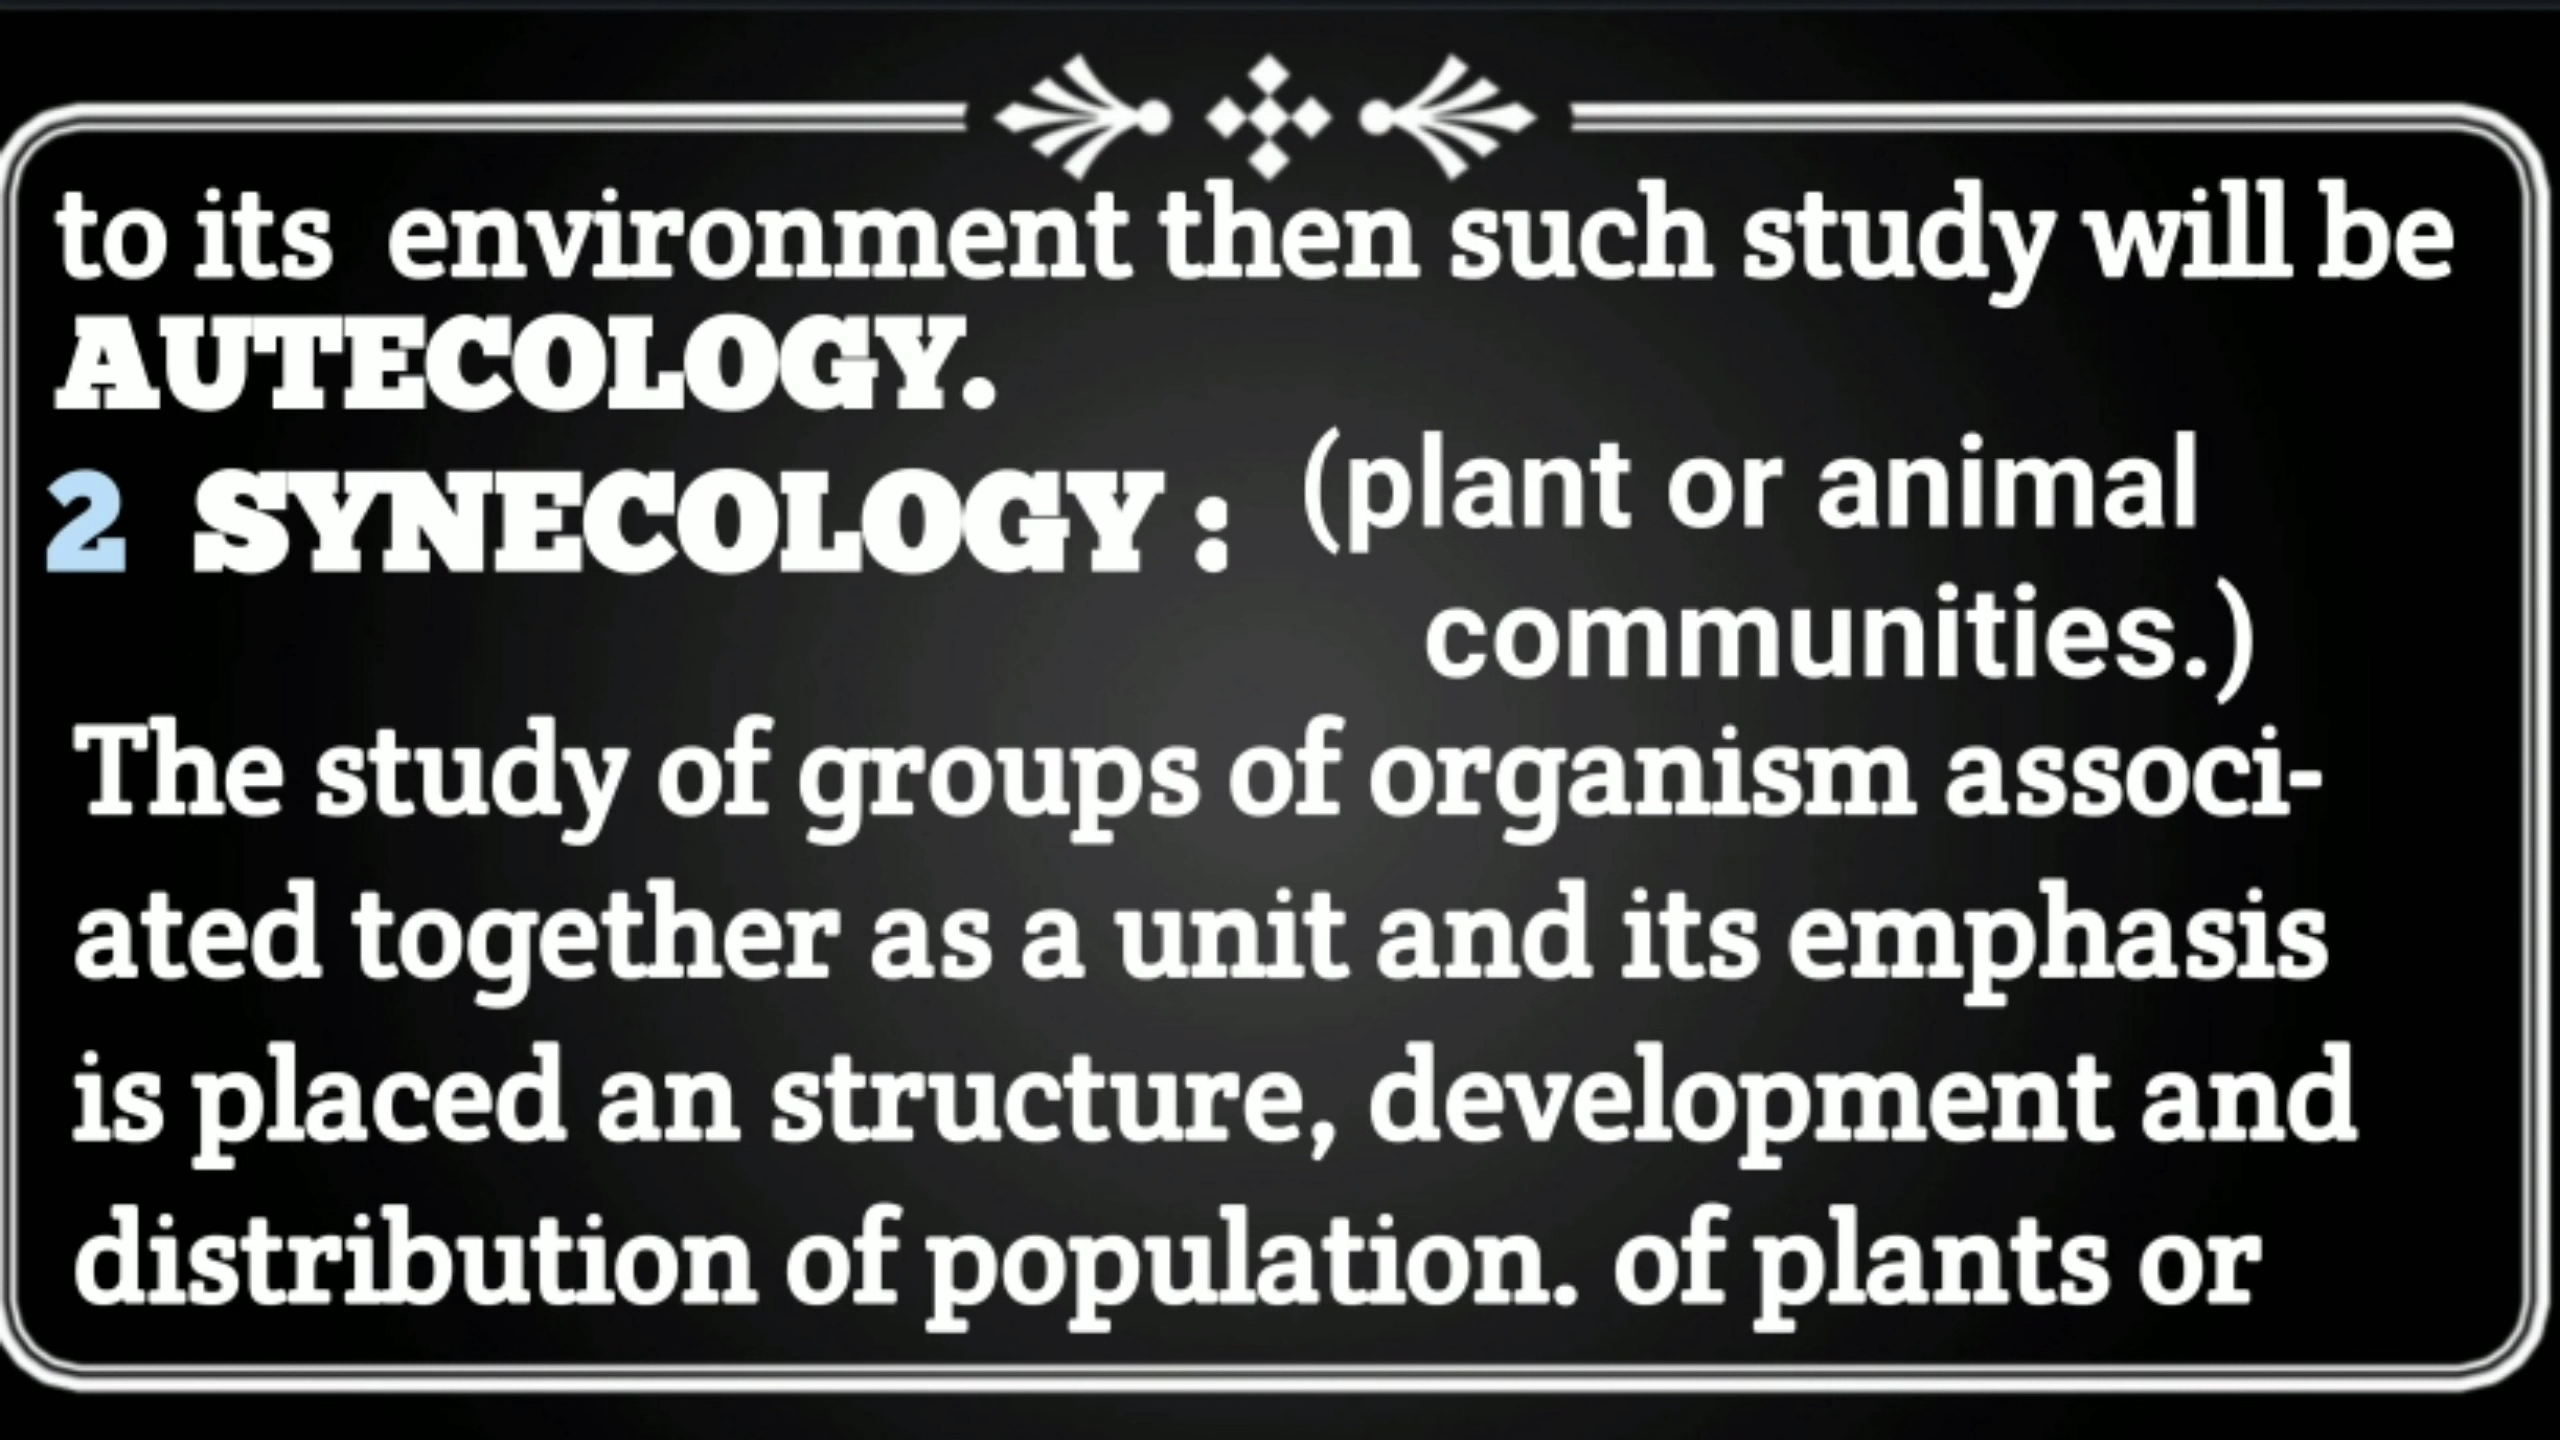 to its environment then such study will be
AUTECOLOGY.
2 SYNECOLOGY : (plant or animal
communities.)
The study of groups of organism associ-
ated together as a unit and its emphasis
is placed an structure, development and
distribution of population. of plants or